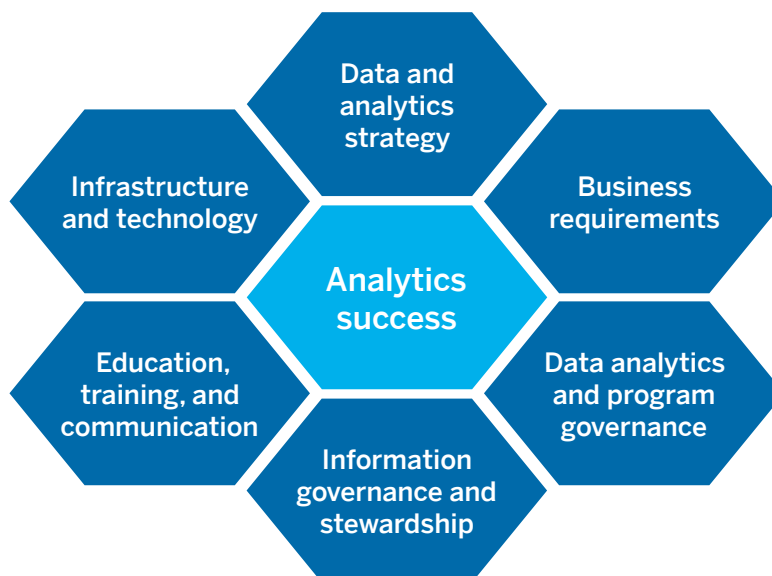 Data and
analytics
strategy
Infrastructure
and technology
Business
requirements
Analytics
success
Education,
training, and
communication
Data analytics
and program
governance
Information
governance and
stewardship